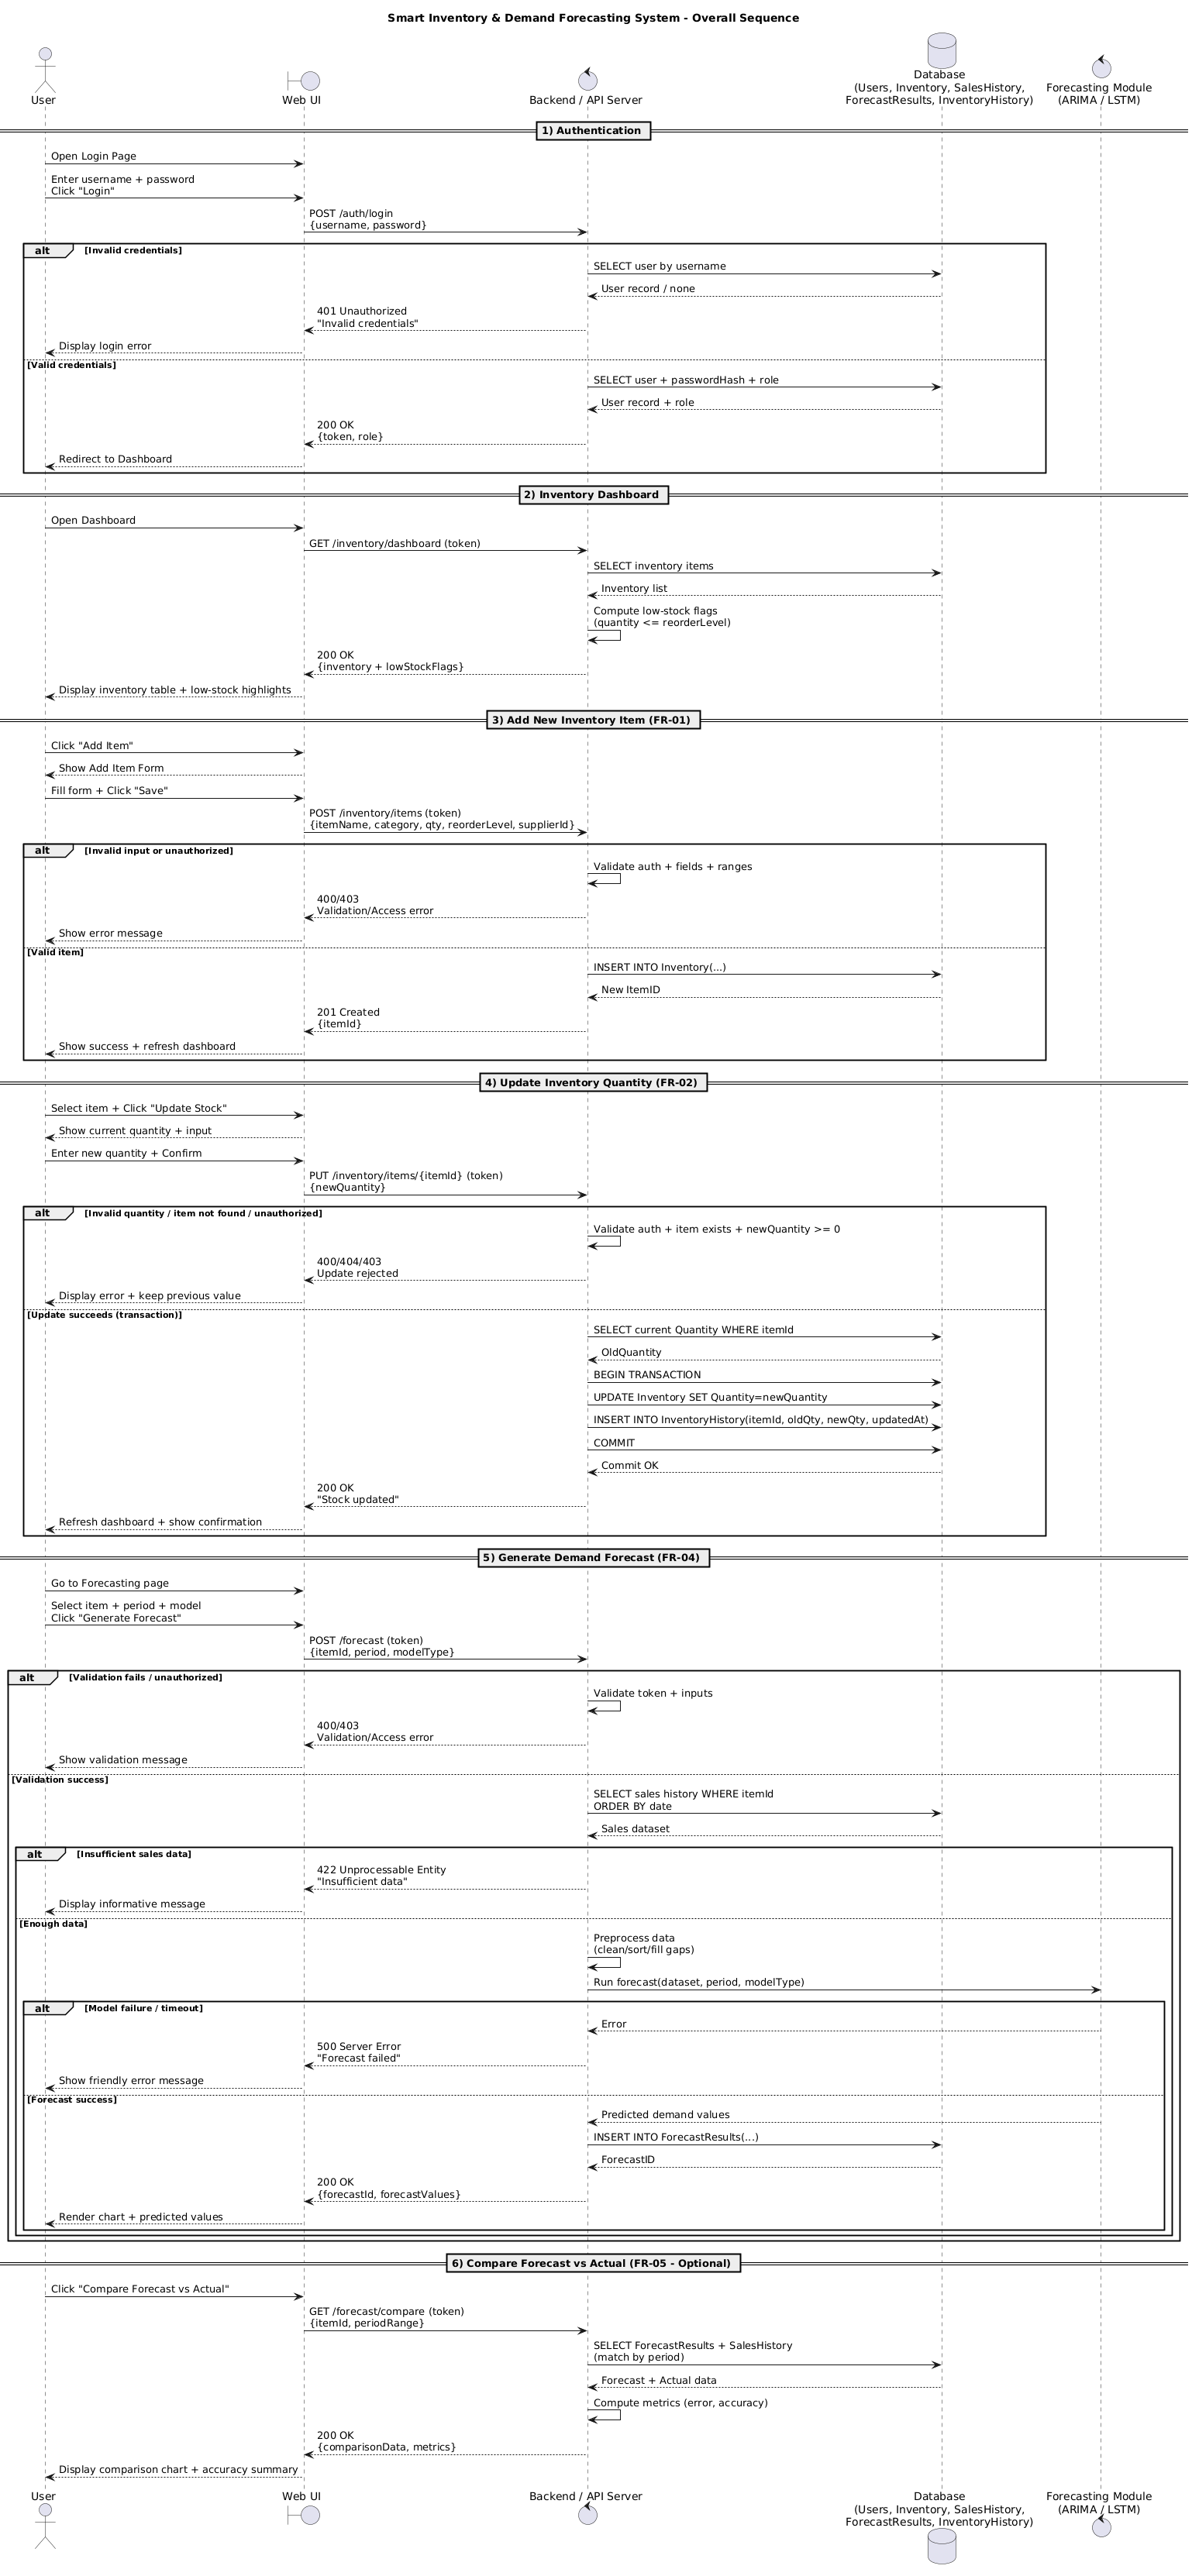 Smart Inventory & Demand Forecasting System - Overall Sequence
User
Web UI
Backend / API Server
Database
(Users, Inventory, SalesHistory,
ForecastResults, InventoryHistory)
Forecasting Module
(ARIMA / LSTM)
1) Authentication
Open Login Page
Enter username + password
Click "Login"
POST /auth/login
{username, password}
alt [Invalid credentials]
SELECT user by username
User record / none
401 Unauthorized
"Invalid credentials"
Display login error
[Valid credentials]
SELECT user + passwordHash + role
User record + role
200 OK
{token, role}
Redirect to Dashboard
2) Inventory Dashboard
Open Dashboard
GET /inventory/dashboard (token)
SELECT inventory items
Inventory list
Compute low-stock flags
(quantity <= reorderLevel)
200 OK
{inventory + lowStockFlags}
Display inventory table + low-stock highlights
3) Add New Inventory Item (FR-01)
Click "Add Item"
Show Add Item Form
Fill form + Click "Save"
POST /inventory/items (token)
{itemName, category, qty, reorderLevel, supplierId}
alt [Invalid input or unauthorized]
Validate auth + fields + ranges
400/403
Validation/Access error
Show error message
[Valid item]
INSERT INTO Inventory(...)
New ItemID
201 Created
{itemId}
Show success + refresh dashboard
4) Update Inventory Quantity (FR-02)
Select item + Click "Update Stock"
Show current quantity + input
Enter new quantity + Confirm
PUT /inventory/items/{itemId} (token)
{newQuantity}
alt [Invalid quantity / item not found / unauthorized]
Validate auth + item exists + newQuantity >= 0
400/404/403
Update rejected
Display error + keep previous value
[Update succeeds (transaction)]
SELECT current Quantity WHERE itemId
OldQuantity
BEGIN TRANSACTION
UPDATE Inventory SET Quantity=newQuantity
INSERT INTO InventoryHistory(itemId, oldQty, newQty, updatedAt)
COMMIT
Commit OK
200 OK
"Stock updated"
Refresh dashboard + show confirmation
5) Generate Demand Forecast (FR-04)
Go to Forecasting page
Select item + period + model
Click "Generate Forecast"
POST /forecast (token)
{itemId, period, modelType}
alt [Validation fails / unauthorized]
Validate token + inputs
400/403
Validation/Access error
Show validation message
[Validation success]
SELECT sales history WHERE itemId
ORDER BY date
Sales dataset
alt [Insufficient sales data]
422 Unprocessable Entity
"Insufficient data"
Display informative message
[Enough data]
Preprocess data
(clean/sort/fill gaps)
Run forecast(dataset, period, modelType)
alt [Model failure / timeout]
Error
500 Server Error
"Forecast failed"
Show friendly error message
[Forecast success]
Predicted demand values
INSERT INTO ForecastResults(...)
ForecastID
200 OK
{forecastId, forecastValues}
Render chart + predicted values
6) Compare Forecast vs Actual (FR-05 - Optional)
Click "Compare Forecast vs Actual"
GET /forecast/compare (token)
{itemId, periodRange}
SELECT ForecastResults + SalesHistory
(match by period)
Forecast + Actual data
Compute metrics (error, accuracy)
200 OK
{comparisonData, metrics}
Display comparison chart + accuracy summary
User
Web UI
Backend / API Server
Database
(Users, Inventory, SalesHistory,
ForecastResults, InventoryHistory)
Forecasting Module
(ARIMA / LSTM)